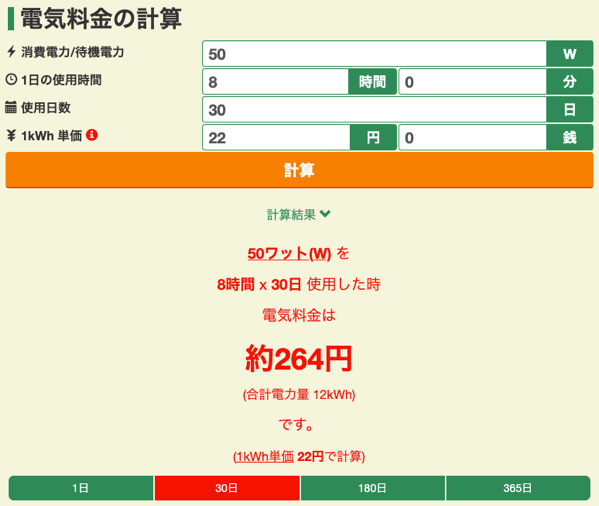 電気料金の計算
消費電力/待機電力 50 W
1日の使用時間 8 時間 0 分
使用日数 30 日
1kWh 単価 22 円 0 銭
計算
計算結果
50ワット(W) を
8時間 x 30日 使用した時
電気料金は
約264円
(合計電力量 12kWh)
です。
(1kWh単価 22円で計算)
1日 30日 180日 365日